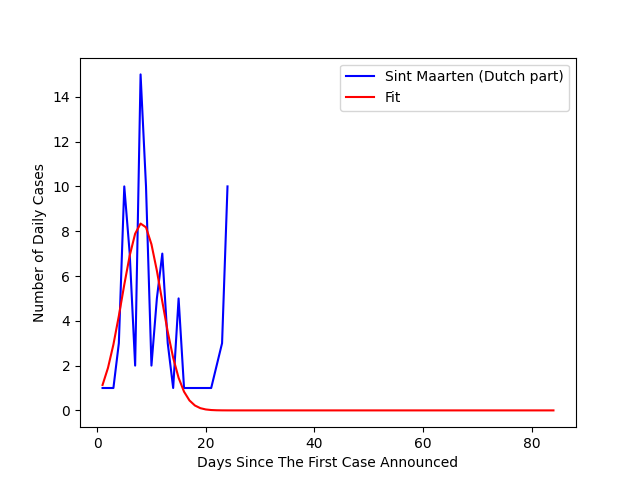 Sint Maarten (Dutch part)
Fit
14
12
10
8
6
4
2
0
Number of Daily Cases
0 20 40 60 80
Days Since The First Case Announced